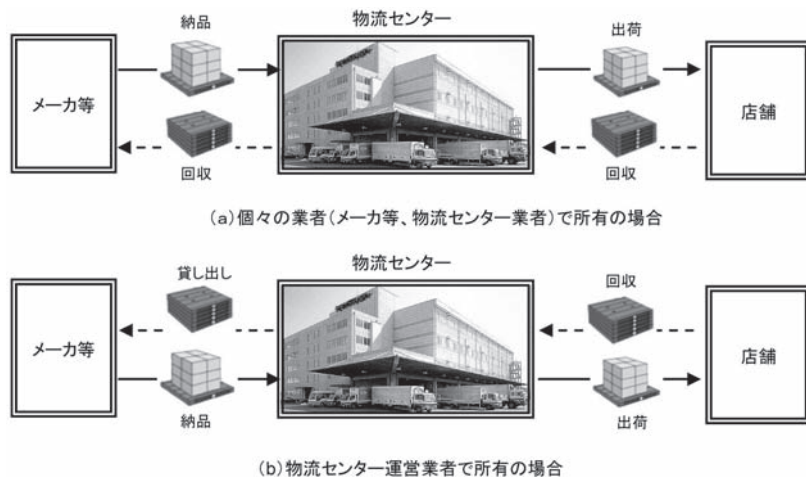 納品
物流センター
出荷
メーカ等
店舗
回収
回収
(a)個々の業者(メーカ等、物流センター業者)で所有の場合
貸し出し
物流センター
回収
メーカ等
店舗
納品
出荷
(b)物流センター運営業者で所有の場合